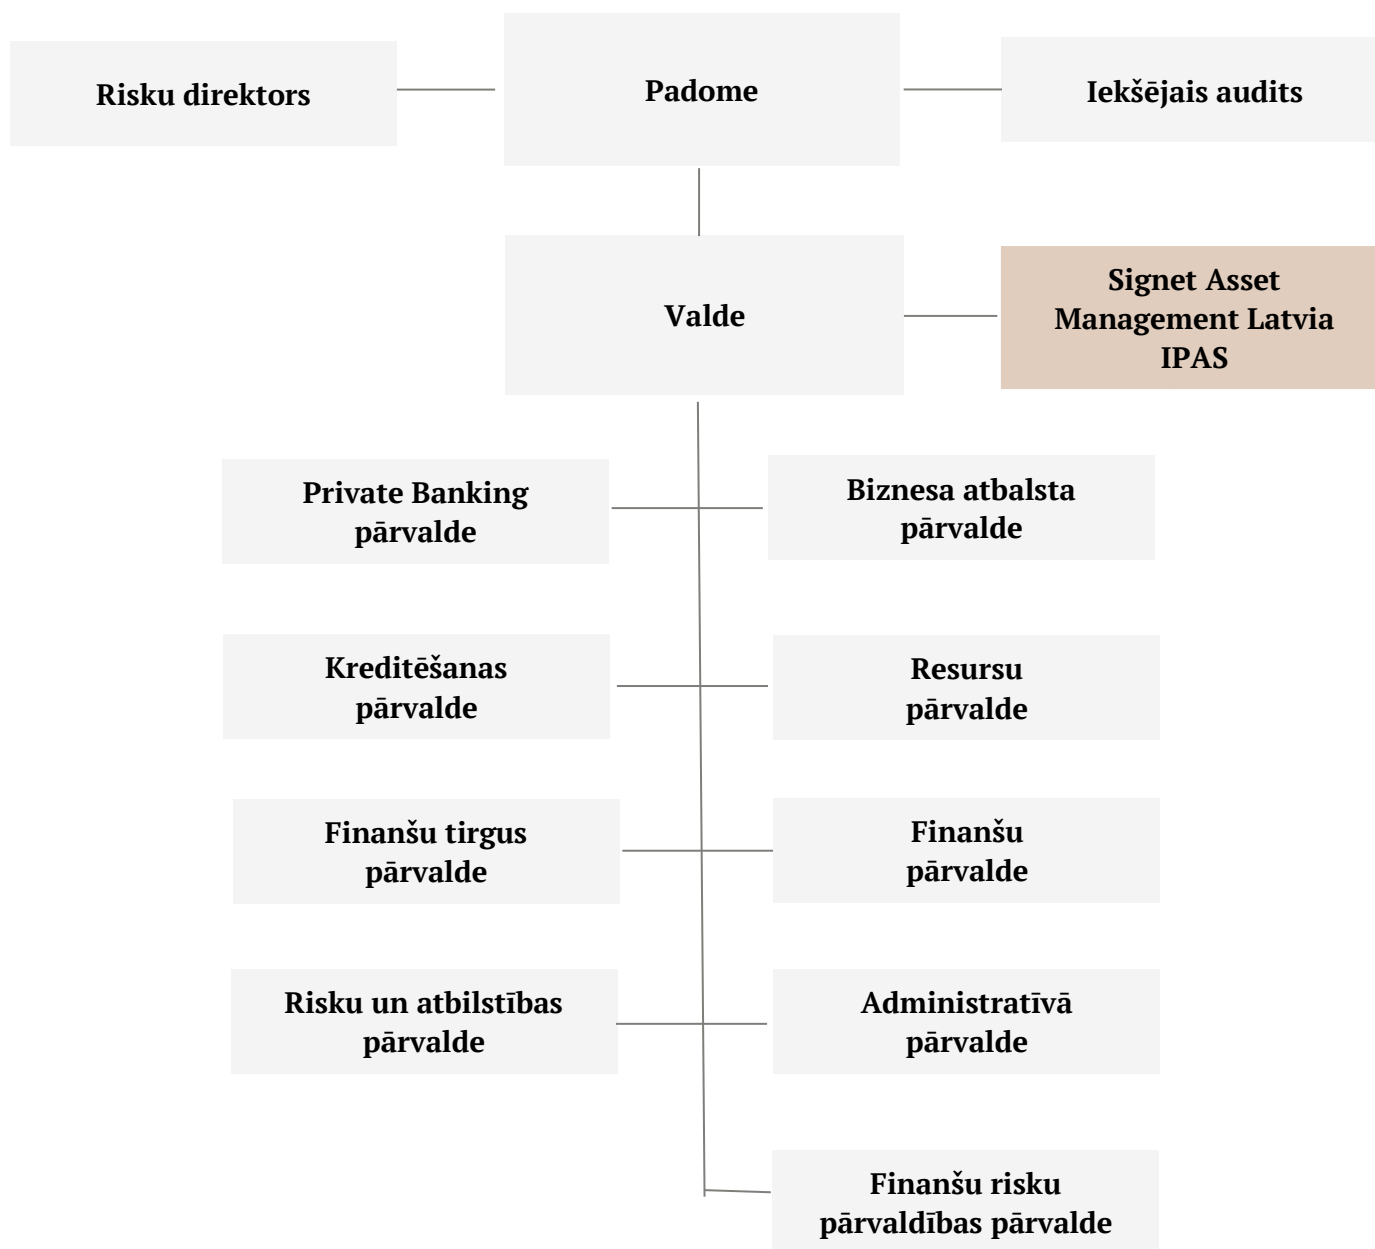 Risku direktors
Padome
Iekšējais audits
Valde
Signet Asset
Management Latvia
IPAS
Private Banking
pārvalde
Biznesa atbalsta
pārvalde
Kreditēšanas
pārvalde
Resursu
pārvalde
Finanšu tirgus
pārvalde
Finanšu
pārvalde
Risku un atbilstības
pārvalde
Administratīvā
pārvalde
Finanšu risku
pārvaldības pārvalde